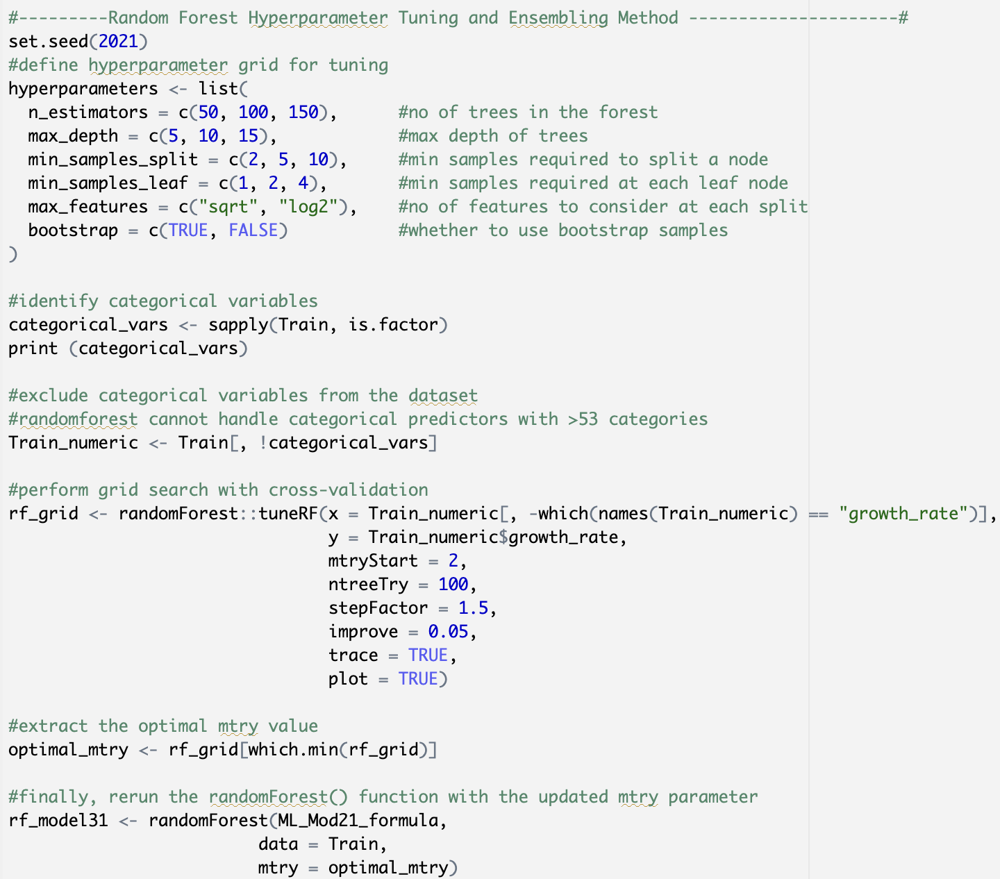 #---------Random Forest Hyperparameter Tuning and Ensembling Method ---------------------#
set.seed(2021)
#define hyperparameter grid for tuning
hyperparameters <- list(
  n_estimators = c(50, 100, 150),      #no of trees in the forest
  max_depth = c(5, 10, 15),            #max depth of trees
  min_samples_split = c(2, 5, 10),     #min samples required to split a node
  min_samples_leaf = c(1, 2, 4),       #min samples required at each leaf node
  max_features = c("sqrt", "log2"),    #no of features to consider at each split
  bootstrap = c(TRUE, FALSE)           #whether to use bootstrap samples
)

#identify categorical variables
categorical_vars <- sapply(Train, is.factor)
print (categorical_vars)

#exclude categorical variables from the dataset
#randomforest cannot handle categorical predictors with >53 categories
Train_numeric <- Train[, !categorical_vars]

#perform grid search with cross-validation
rf_grid <- randomForest::tuneRF(x = Train_numeric[, -which(names(Train_numeric) == "growth_rate")],
                                y = Train_numeric$growth_rate,
                                mtryStart = 2,
                                ntreeTry = 100,
                                stepFactor = 1.5,
                                improve = 0.05,
                                trace = TRUE,
                                plot = TRUE)

#extract the optimal mtry value
optimal_mtry <- rf_grid[which.min(rf_grid)]

#finally, rerun the randomForest() function with the updated mtry parameter
rf_model31 <- randomForest(ML_Mod21_formula,
                         data = Train,
                         mtry = optimal_mtry)